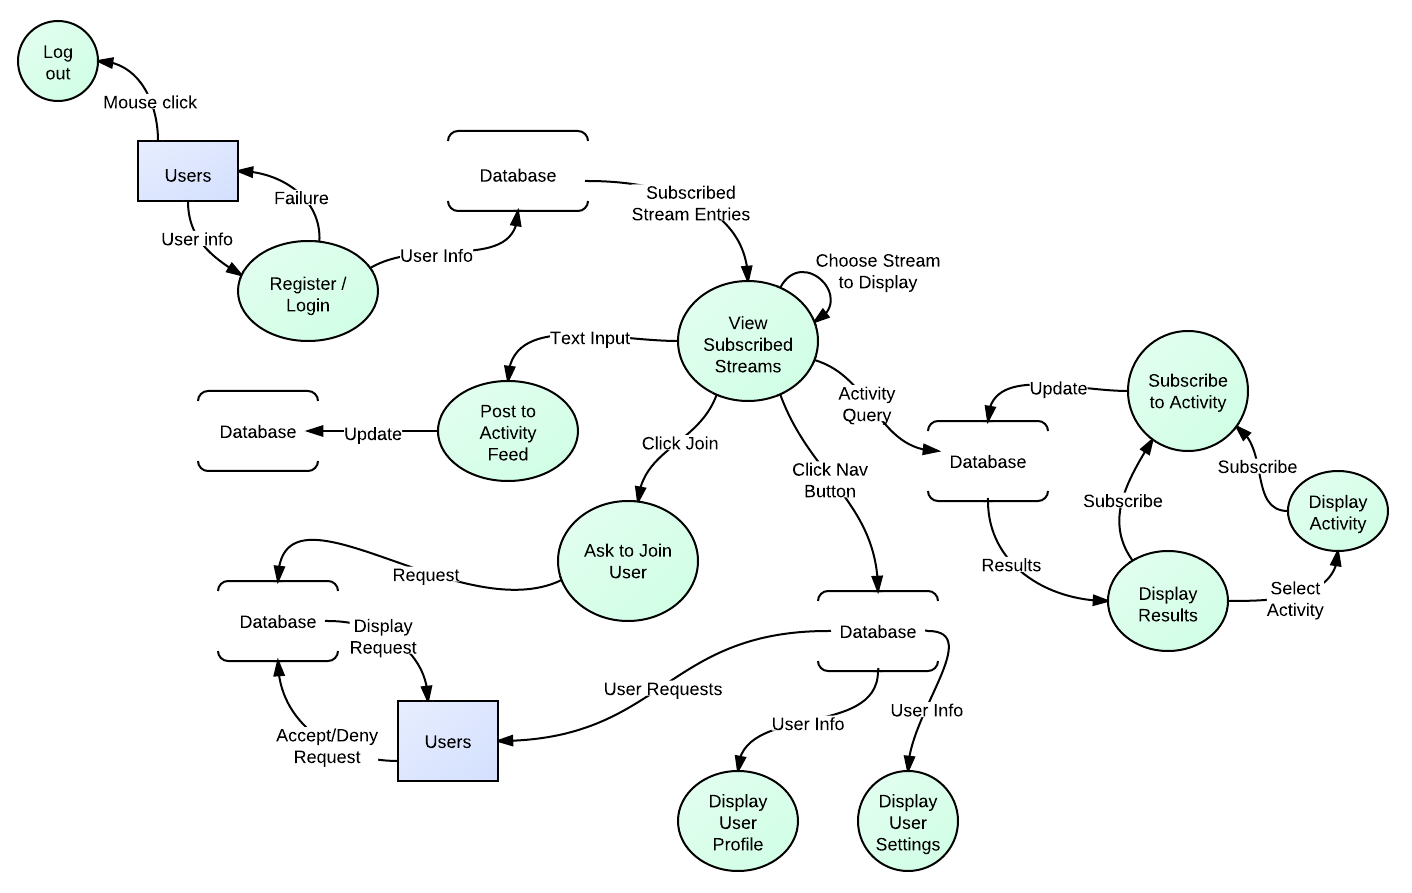 Log
out
Mouse click
Users
Failure
User info
Register /
Login
User Info
Database
Subscribed
Stream Entries
Choose Stream
to Display
View
Subscribed
Streams
Text Input
Post to
Activity
Feed
Update
Database
Click Join
Click Nav
Button
Activity
Query
Database
Update
Subscribe
to Activity
Subscribe
Subscribe
Display
Activity
Results
Display
Results
Select
Activity
Ask to Join
User
Request
Database
Display
Request
Accept/Deny
Request
Users
User Requests
Database
User Info
User Info
Display
User
Profile
Display
User
Settings